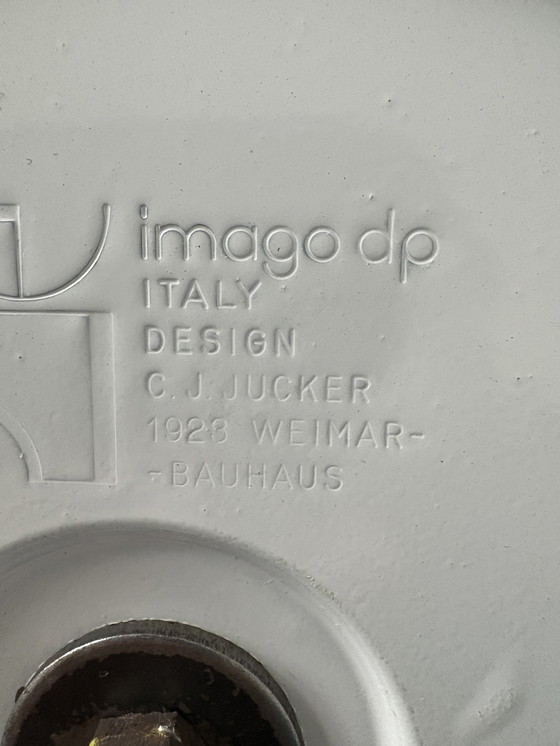 imago dp
ITALY
DESIGN
C. J. JUCKER
1923 WEIMAR-
-BAUHAUS